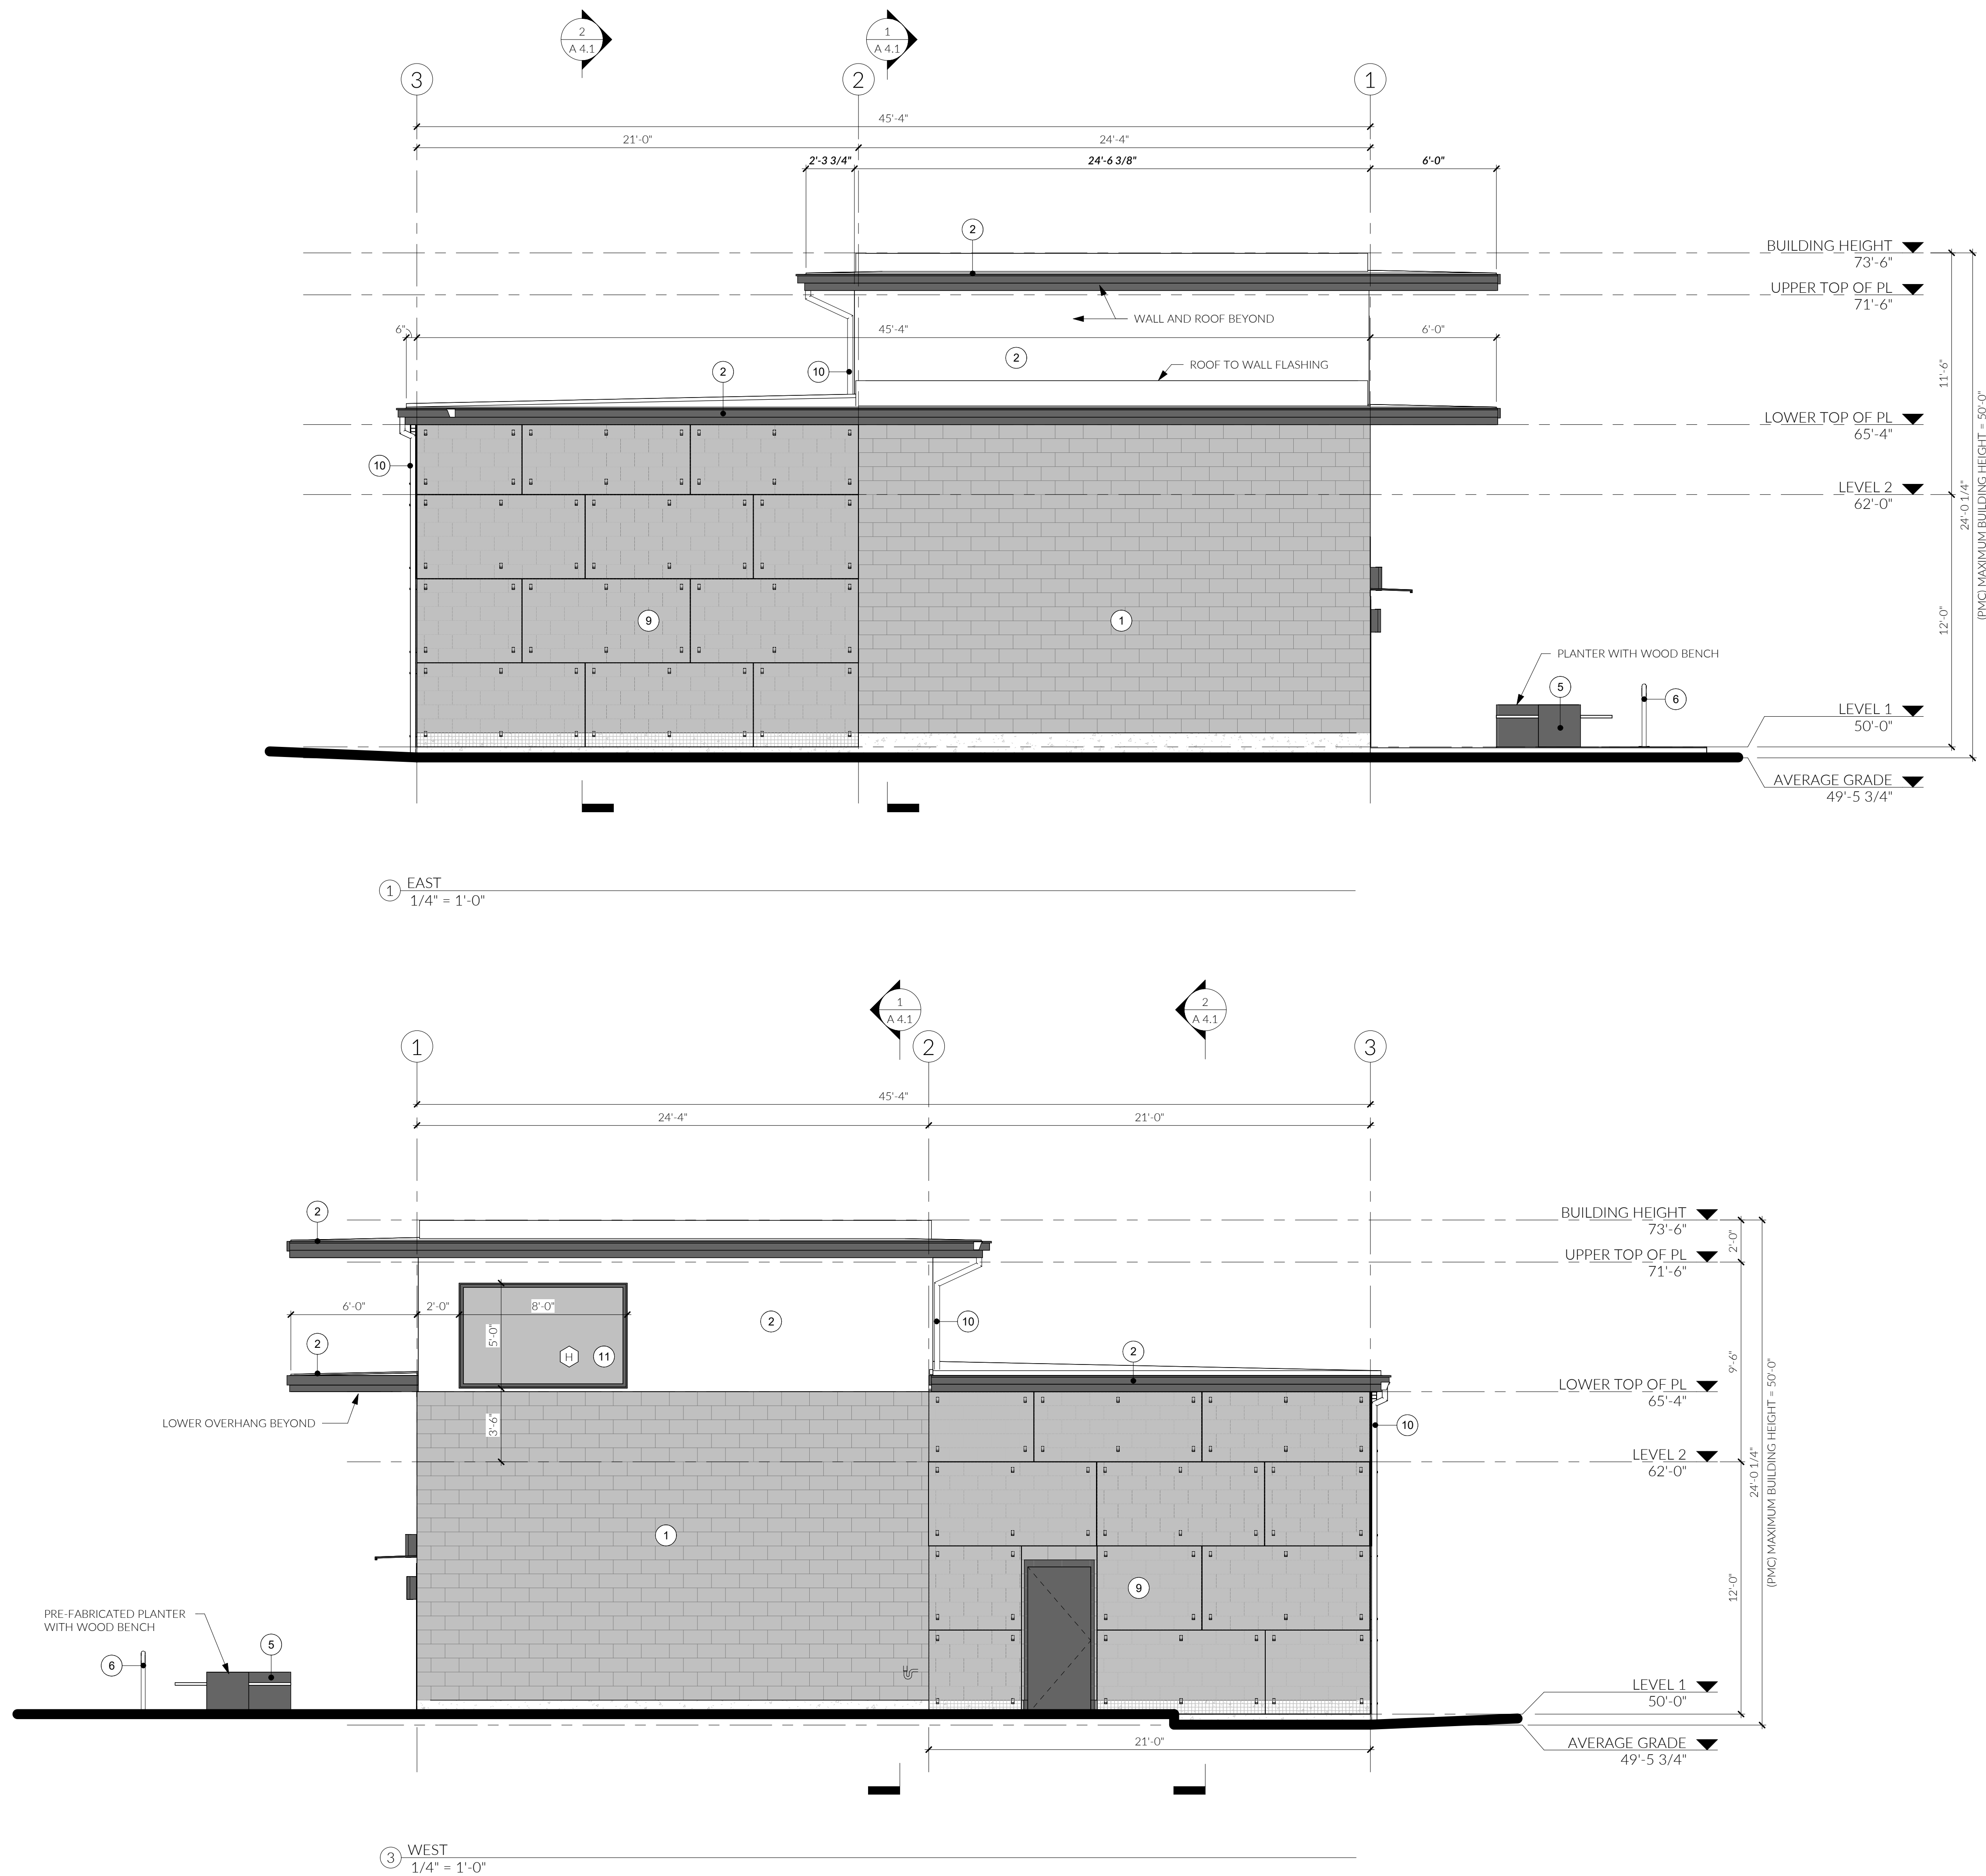 2
A 4.1
1
A 4.1
3
2
1
45'-4"
21'-0"
24'-4"
2'-3 3/4"
24'-6 3/8"
6'-0"
2
BUILDING HEIGHT
73'-6"
UPPER TOP OF PL
71'-6"
WALL AND ROOF BEYOND
6"
45'-4"
6'-0"
2
ROOF TO WALL FLASHING
2
10
11'-6"
LOWER TOP OF PL
65'-4"
10
LEVEL 2
62'-0"
24'-0 1/4"
(PMC) MAXIMUM BUILDING HEIGHT = 50'-0"
9
1
12'-0"
PLANTER WITH WOOD BENCH
5
6
LEVEL 1
50'-0"
AVERAGE GRADE
49'-5 3/4"
1
EAST
1/4" = 1'-0"
1
A 4.1
2
A 4.1
1
2
3
45'-4"
24'-4"
21'-0"
2
BUILDING HEIGHT
73'-6"
2'-0"
UPPER TOP OF PL
71'-6"
6'-0"
2'-0"
8'-0"
5'-0"
2
10
2
H
11
2
9'-6"
LOWER TOP OF PL
65'-4"
LOWER OVERHANG BEYOND
3'-6"
10
LEVEL 2
62'-0"
24'-0 1/4"
(PMC) MAXIMUM BUILDING HEIGHT = 50'-0"
1
9
12'-0"
PRE-FABRICATED PLANTER
WITH WOOD BENCH
5
6
LEVEL 1
50'-0"
21'-0"
AVERAGE GRADE
49'-5 3/4"
3
WEST
1/4" = 1'-0"